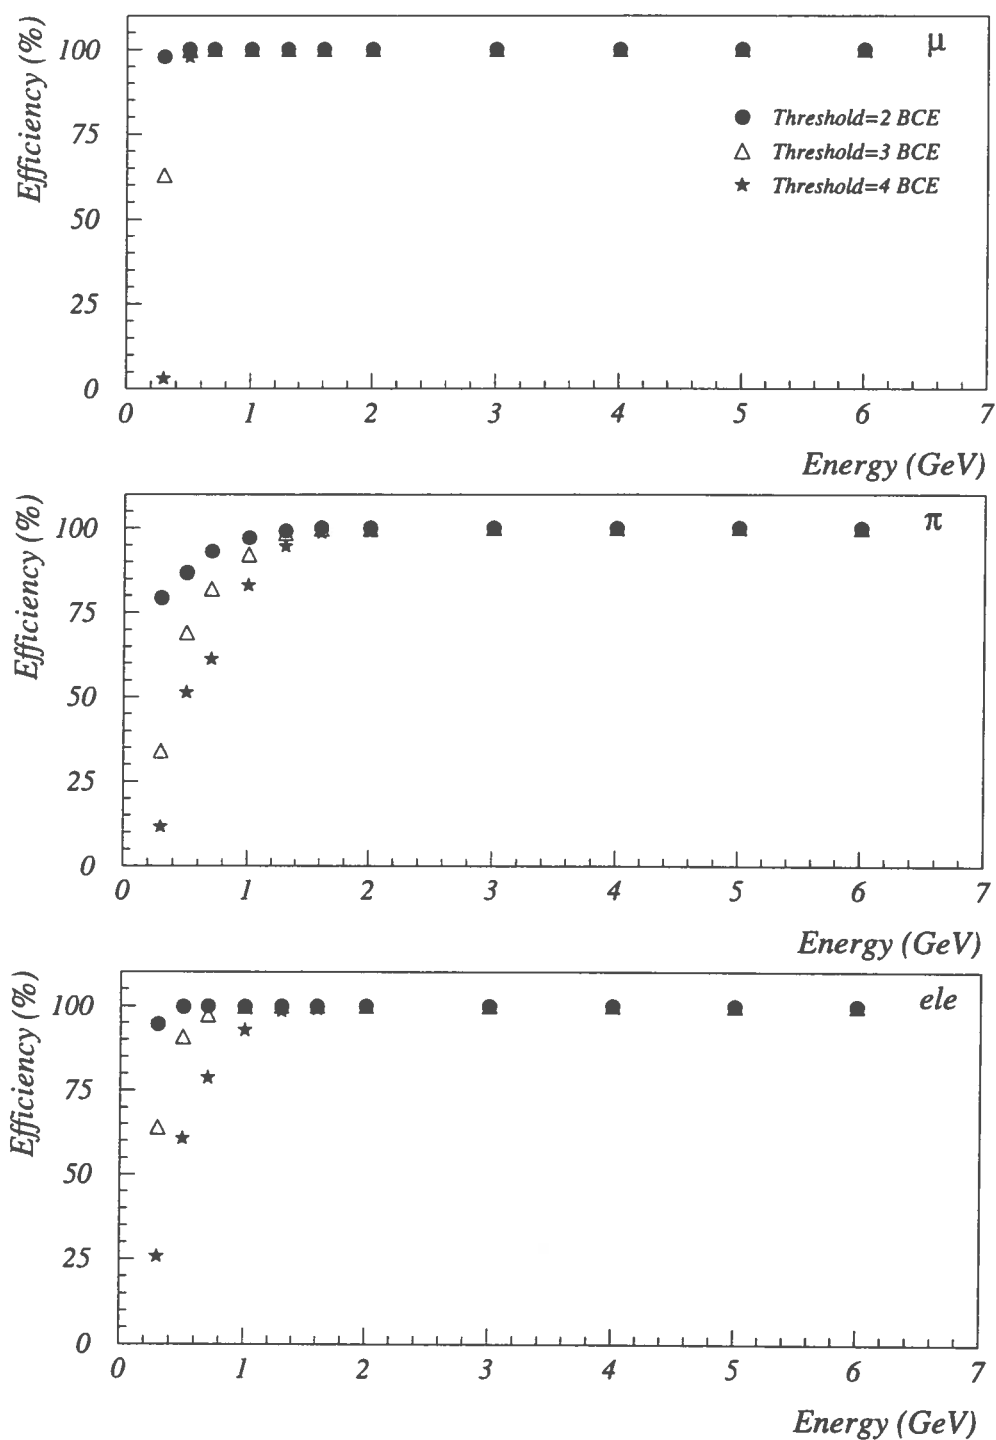 Efficiency (%)
100
75
50
25
0
μ
Threshold=2 BCE
Threshold=3 BCE
Threshold=4 BCE
0 1 2 3 4 5 6 7
Energy (GeV)
Efficiency (%)
100
75
50
25
0
π
0 1 2 3 4 5 6 7
Energy (GeV)
Efficiency (%)
100
75
50
25
0
ele
0 1 2 3 4 5 6 7
Energy (GeV)